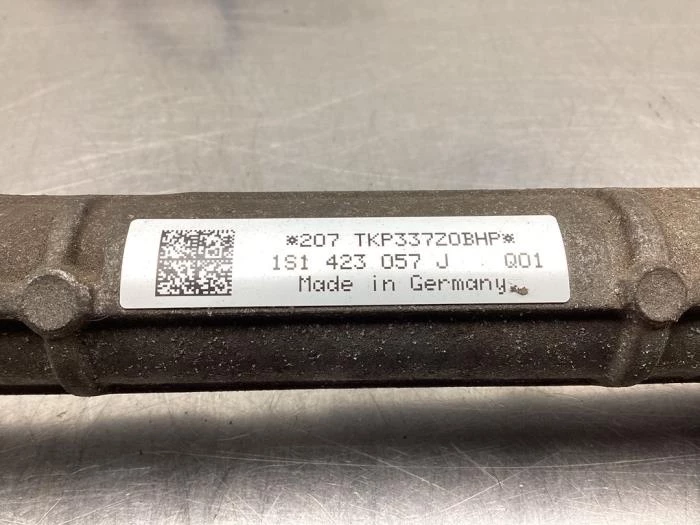 *207 TKP337Z0BHP*
1S1 423 057 J Q01
Made in Germany